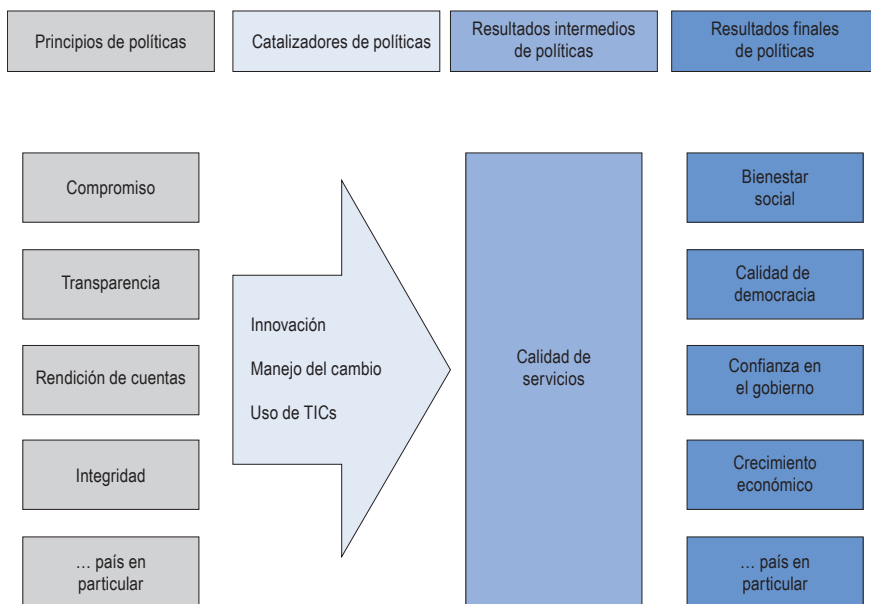 Principios de políticas
Catalizadores de políticas
Resultados intermedios
de políticas
Resultados finales
de políticas
Compromiso
Transparencia
Rendición de cuentas
Integridad
... país en
particular
Innovación
Manejo del cambio
Uso de TICs
Calidad de
servicios
Bienestar
social
Calidad de
democracia
Confianza en
el gobierno
Crecimiento
económico
... país en
particular